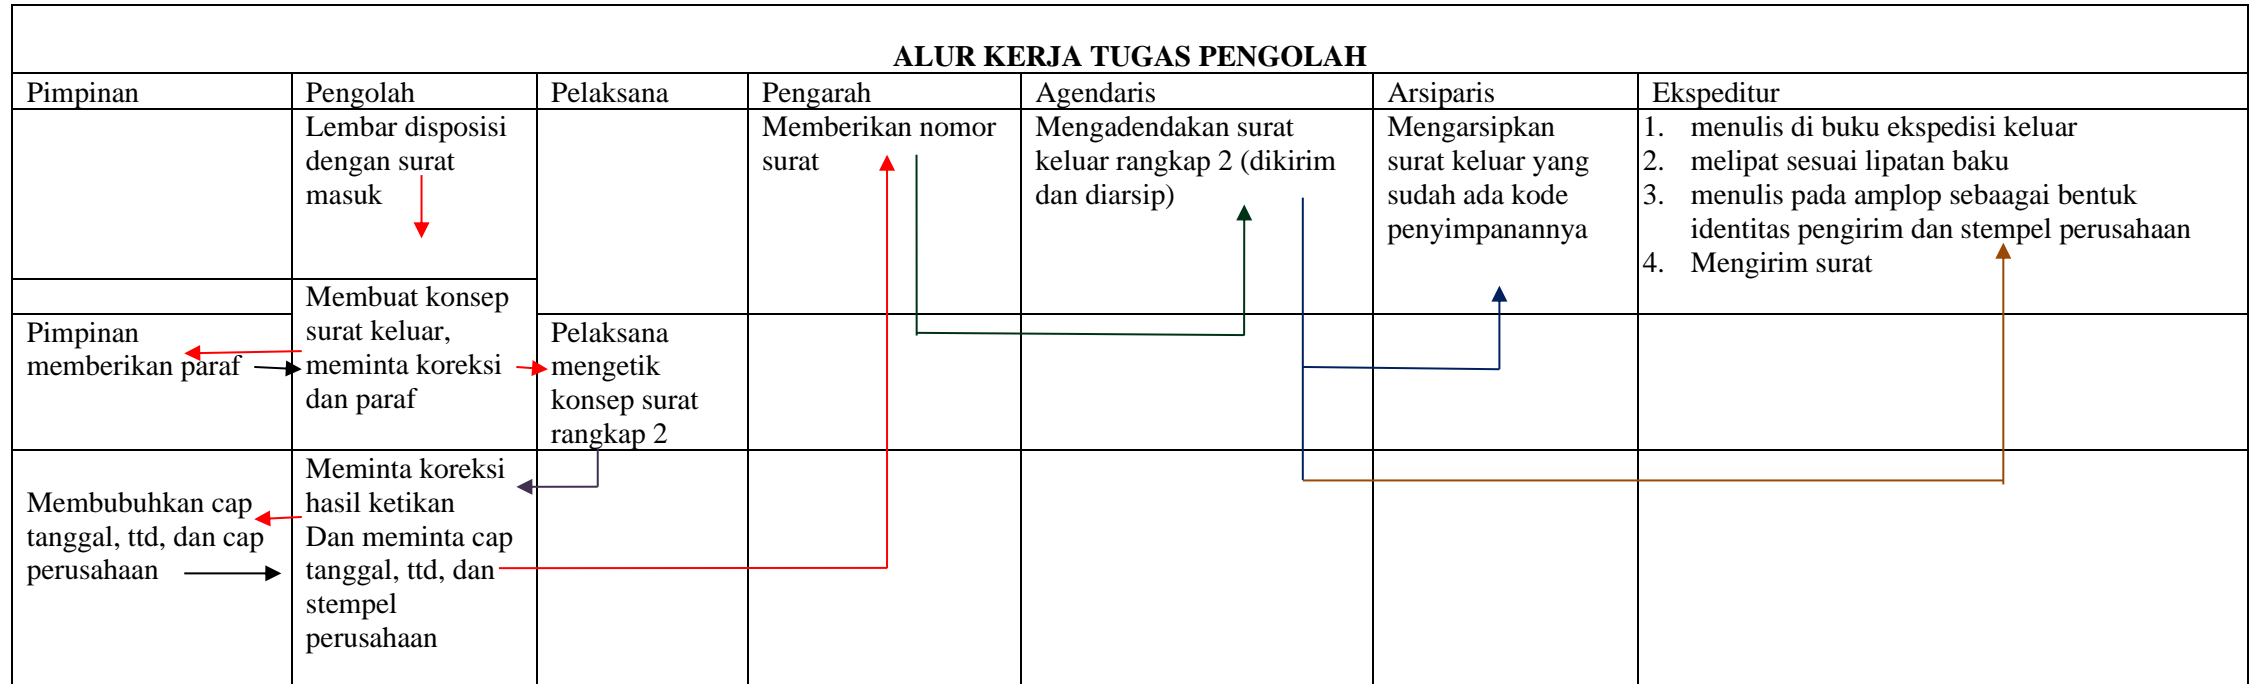 ALUR KERJA TUGAS PENGOLAH
Pimpinan
Pengolah
Pelaksana
Pengarah
Agendaris
Arsiparis
Ekspeditur
Lembar disposisi
dengan surat
masuk
Memberikan nomor
surat
Mengadendakan surat
keluar rangkap 2 (dikirim
dan diarsip)
Mengarsipkan
surat keluar yang
sudah ada kode
penyimpanannya
1. menulis di buku ekspedisi keluar
2. melipat sesuai lipatan baku
3. menulis pada amplop sebaagai bentuk
identitas pengirim dan stempel perusahaan
4. Mengirim surat
Membuat konsep
surat keluar,
meminta koreksi
dan paraf
Pimpinan
memberikan paraf
Pelaksana
mengetik
konsep surat
rangkap 2
Meminta koreksi
hasil ketikan
Dan meminta cap
tanggal, ttd, dan
stempel
perusahaan
Membubuhkan cap
tanggal, ttd, dan cap
perusahaan